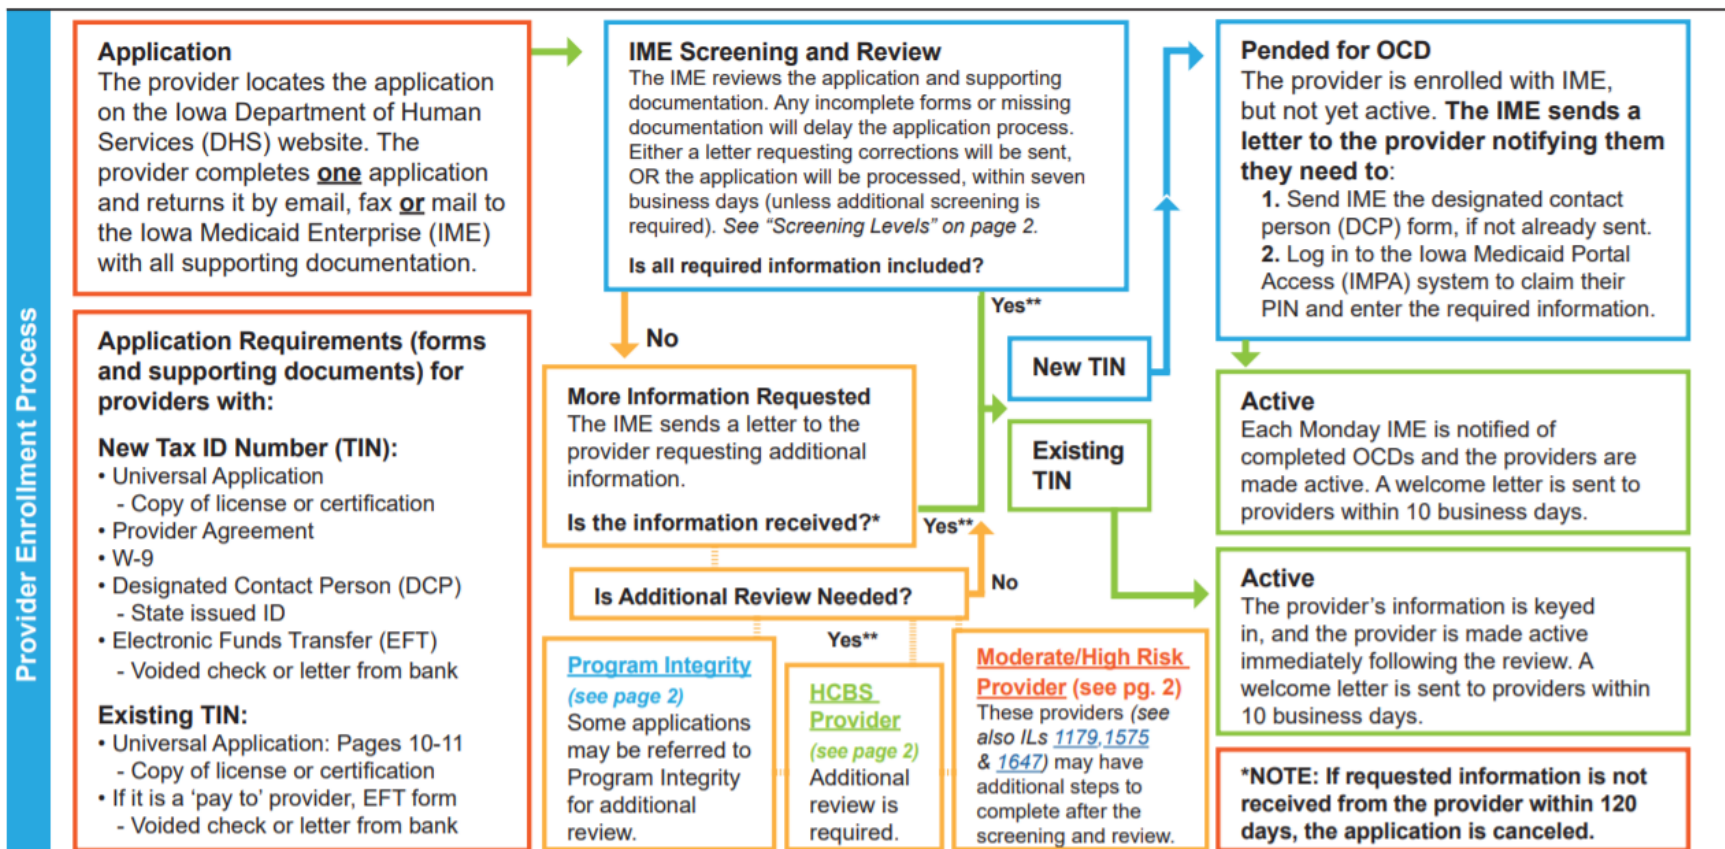 Provider Enrollment Process
Application
The provider locates the application
on the Iowa Department of Human
Services (DHS) website. The
provider completes one application
and returns it by email, fax or mail to
the Iowa Medicaid Enterprise (IME)
with all supporting documentation.
Application Requirements (forms
and supporting documents) for
providers with:
New Tax ID Number (TIN):
• Universal Application
- Copy of license or certification
• Provider Agreement
• W-9
• Designated Contact Person (DCP)
- State issued ID
• Electronic Funds Transfer (EFT)
- Voided check or letter from bank
Existing TIN:
• Universal Application: Pages 10-11
- Copy of license or certification
• If it is a ‘pay to’ provider, EFT form
- Voided check or letter from bank
IME Screening and Review
The IME reviews the application and supporting
documentation. Any incomplete forms or missing
documentation will delay the application process.
Either a letter requesting corrections will be sent,
OR the application will be processed, within seven
business days (unless additional screening is
required). See “Screening Levels” on page 2.
Is all required information included?
Yes**
No
More Information Requested
The IME sends a letter to the
provider requesting additional
information.
Is the information received?*
Yes**
Is Additional Review Needed?
No
Yes**
Program Integrity
(see page 2)
Some applications
may be referred to
Program Integrity
for additional
review.
HCBS
Provider
(see page 2)
Additional
review is
required.
Moderate/High Risk
Provider (see pg. 2)
These providers (see
also ILs 1179,1575
& 1647) may have
additional steps to
complete after the
screening and review.
New TIN
Existing
TIN
Pended for OCD
The provider is enrolled with IME,
but not yet active. The IME sends a
letter to the provider notifying them
they need to:
1. Send IME the designated contact
person (DCP) form, if not already sent.
2. Log in to the Iowa Medicaid Portal
Access (IMPA) system to claim their
PIN and enter the required information.
Active
Each Monday IME is notified of
completed OCDs and the providers are
made active. A welcome letter is sent to
providers within 10 business days.
Active
The provider’s information is keyed
in, and the provider is made active
immediately following the review. A
welcome letter is sent to providers within
10 business days.
*NOTE: If requested information is not
received from the provider within 120
days, the application is canceled.